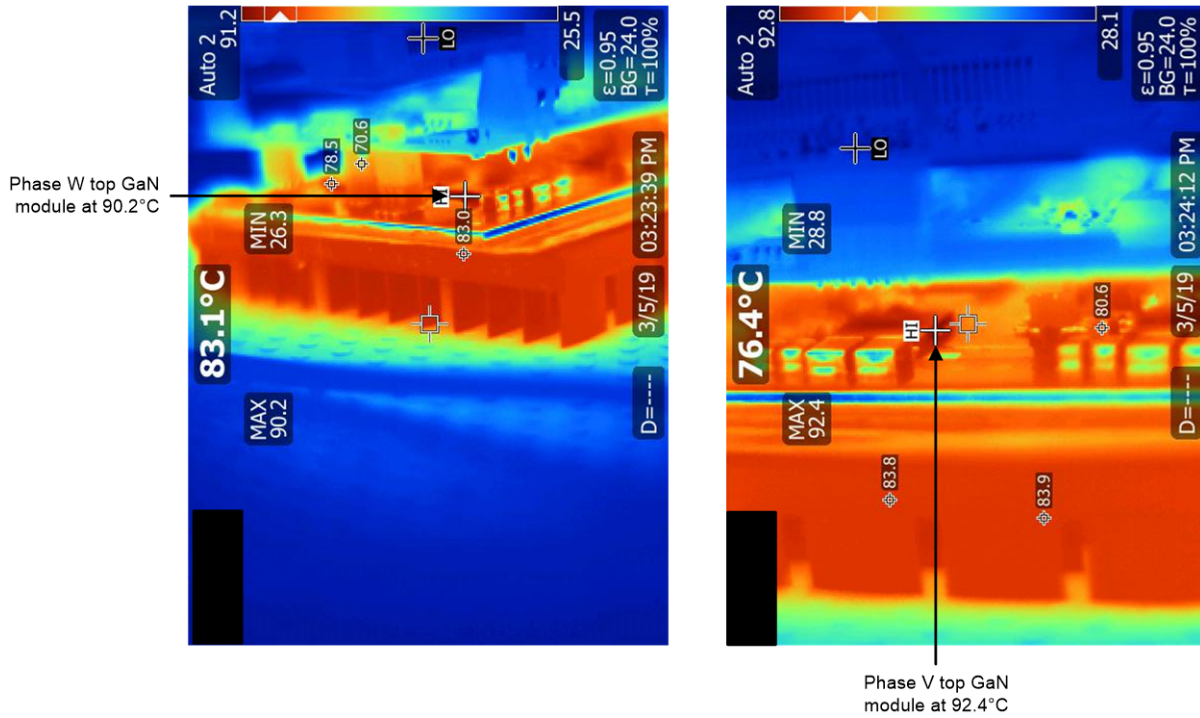 Phase W top GaN
module at 90.2°C
Auto 2
91.2
25.5
ε=0.95
BG=24.0
τ=100%
LO
78.5
70.6
HI
83.0
MIN
26.3
83.1°C
MAX
90.2
03:23:39 PM
3/5/19
D=----
Auto 2
92.8
28.1
ε=0.95
BG=24.0
τ=100%
LO
MIN
28.8
76.4°C
HI
80.6
MAX
92.4
83.8
83.9
03:24:12 PM
3/5/19
D=----
Phase V top GaN
module at 92.4°C